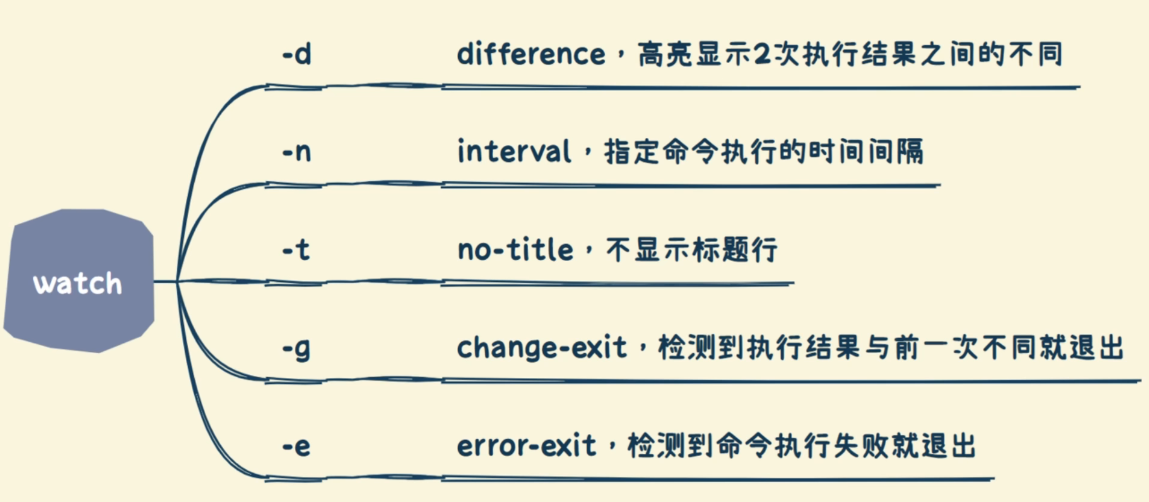 watch
-d difference，高亮显示2次执行结果之间的不同
-n interval，指定命令执行的时间间隔
-t no-title，不显示标题行
-g change-exit，检测到执行结果与前一次不同就退出
-e error-exit，检测到命令执行失败就退出